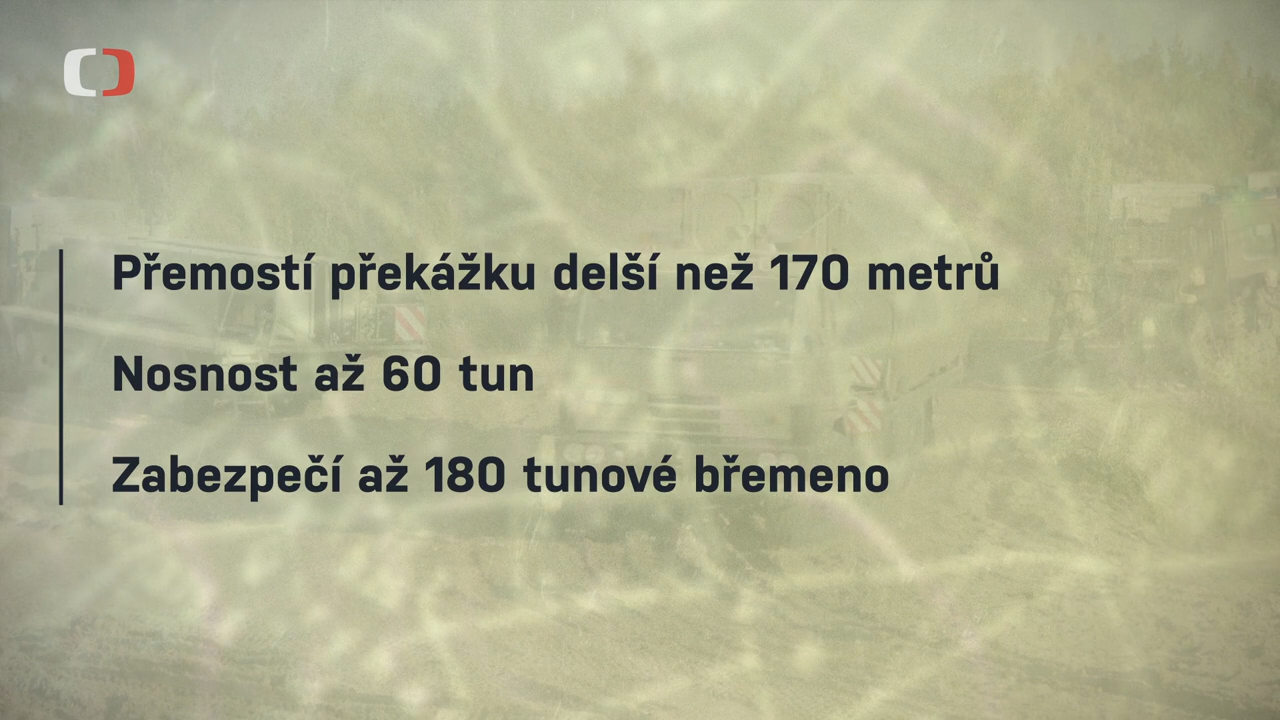 Přemostí překážku delší než 170 metrů
Nosnost až 60 tun
Zabezpečí až 180 tunové břemeno